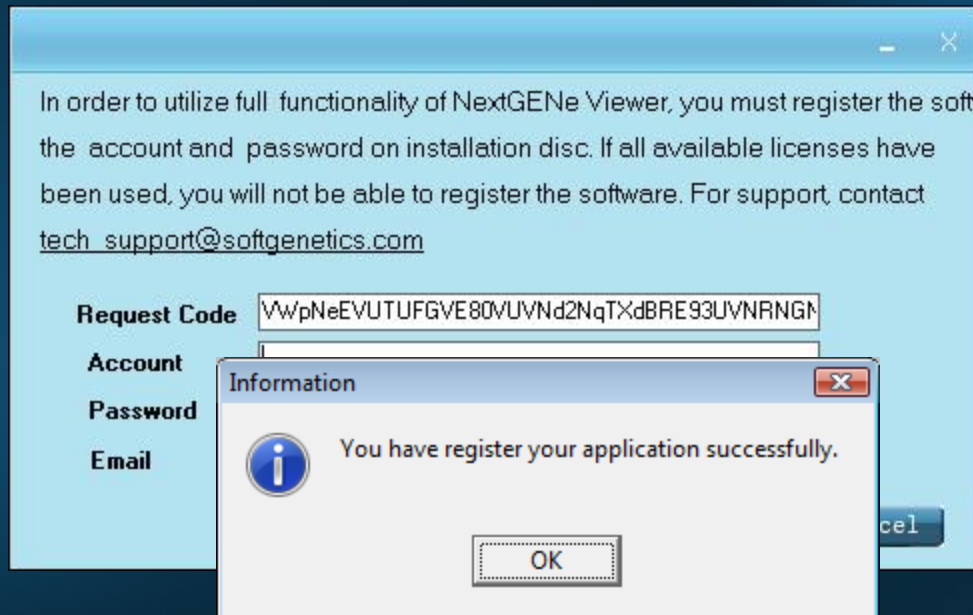 In order to utilize full functionality of NextGENe Viewer, you must register the soft
the account and password on installation disc. If all available licenses have
been used, you will not be able to register the software. For support, contact
tech_support@softgenetics.com
Request Code VWpNeEVUTUFGVE80VUVNd2NqTXdBRE93UVNRNGN
Account
Information
Password
You have register your application successfully.
Email
cel
OK